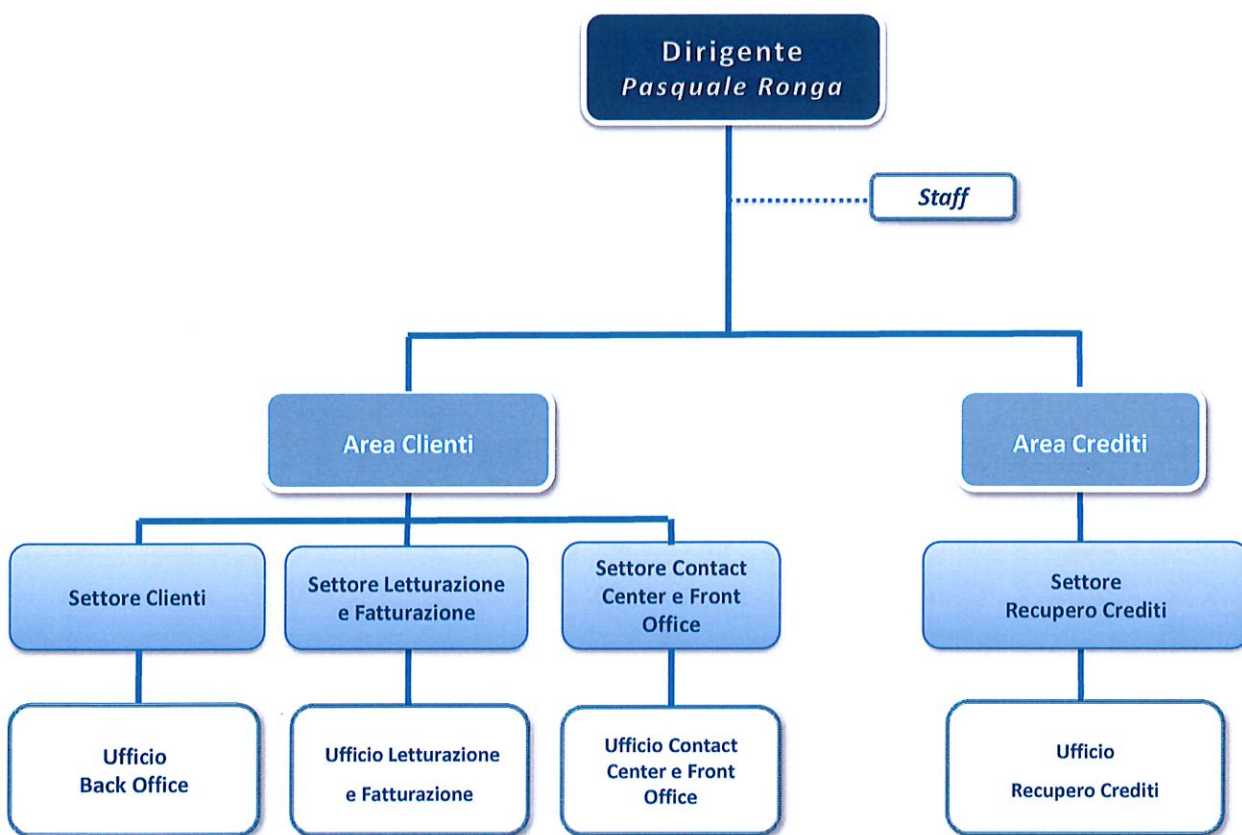 Dirigente
Pasquale Ronga
Staff
Area Clienti
Area Crediti
Settore Clienti
Settore Letturazione
e Fatturazione
Settore Contact
Center e Front
Office
Settore
Recupero Crediti
Ufficio
Back Office
Ufficio Letturazione
e Fatturazione
Ufficio Contact
Center e Front
Office
Ufficio
Recupero Crediti